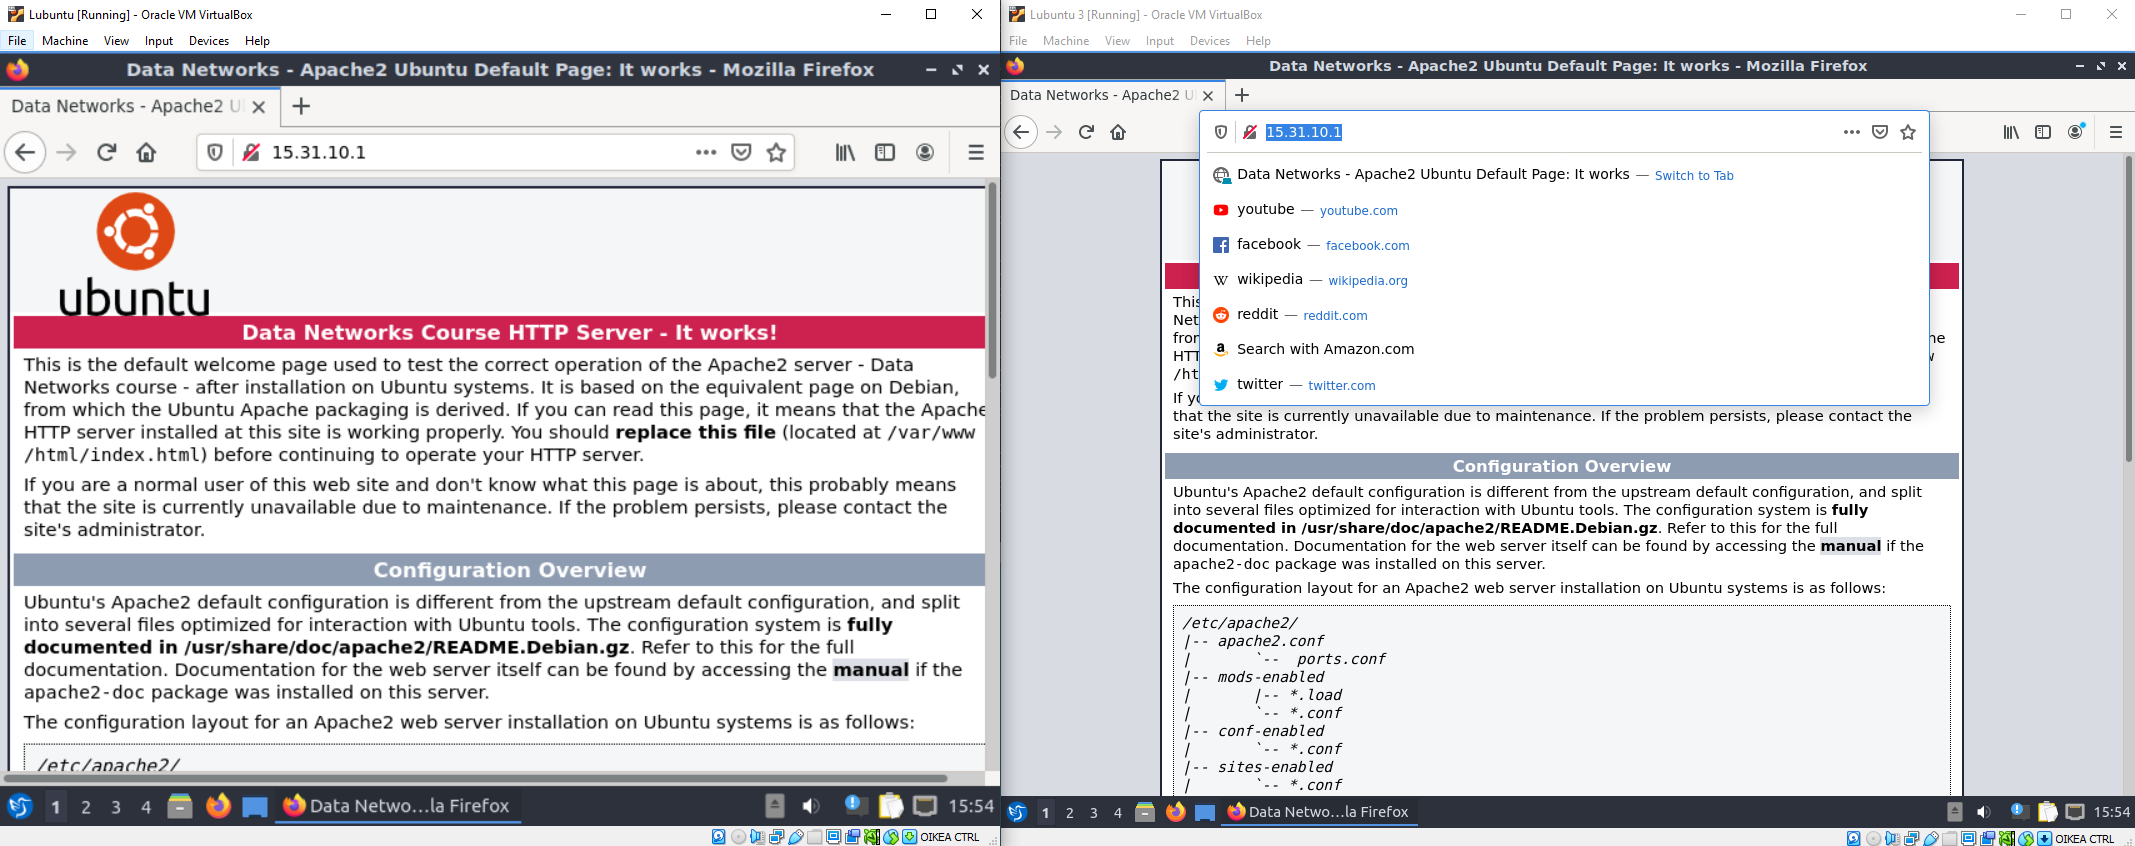 Lubuntu [Running] - Oracle VM VirtualBox
File Machine View Input Devices Help
Data Networks - Apache2 Ubuntu Default Page: It works - Mozilla Firefox
Data Networks - Apache2 U
15.31.10.1
ubuntu
Data Networks Course HTTP Server - It works!
This is the default welcome page used to test the correct operation of the Apache2 server - Data
Networks course - after installation on Ubuntu systems. It is based on the equivalent page on Debian,
from which the Ubuntu Apache packaging is derived. If you can read this page, it means that the Apache
HTTP server installed at this site is working properly. You should replace this file (located at /var/www
/html/index.html) before continuing to operate your HTTP server.
If you are a normal user of this web site and don't know what this page is about, this probably means
that the site is currently unavailable due to maintenance. If the problem persists, please contact the
site's administrator.
Configuration Overview
Ubuntu's Apache2 default configuration is different from the upstream default configuration, and split
into several files optimized for interaction with Ubuntu tools. The configuration system is fully
documented in /usr/share/doc/apache2/README.Debian.gz. Refer to this for the full
documentation. Documentation for the web server itself can be found by accessing the manual if the
apache2-doc package was installed on this server.
The configuration layout for an Apache2 web server installation on Ubuntu systems is as follows:
/etc/apache2/
1 2 3 4 Data Netwo...la Firefox 15:54
OIKEA CTRL
Lubuntu 3 [Running] - Oracle VM VirtualBox
File Machine View Input Devices Help
Data Networks - Apache2 Ubuntu Default Page: It works - Mozilla Firefox
Data Networks - Apache2 U
15.31.10.1
Data Networks - Apache2 Ubuntu Default Page: It works — Switch to Tab
youtube — youtube.com
facebook — facebook.com
wikipedia — wikipedia.org
reddit — reddit.com
Search with Amazon.com
twitter — twitter.com
This
Net
fror
HTT
/ht
If yo
that the site is currently unavailable due to maintenance. If the problem persists, please contact the
site's administrator.
Configuration Overview
Ubuntu's Apache2 default configuration is different from the upstream default configuration, and split
into several files optimized for interaction with Ubuntu tools. The configuration system is fully
documented in /usr/share/doc/apache2/README.Debian.gz. Refer to this for the full
documentation. Documentation for the web server itself can be found by accessing the manual if the
apache2-doc package was installed on this server.
The configuration layout for an Apache2 web server installation on Ubuntu systems is as follows:
/etc/apache2/
|-- apache2.conf
|       `--  ports.conf
|-- mods-enabled
|       |-- *.load
|       `-- *.conf
|-- conf-enabled
|       `-- *.conf
|-- sites-enabled
|       `-- *.conf
1 2 3 4 Data Netwo...la Firefox 15:54
OIKEA CTRL